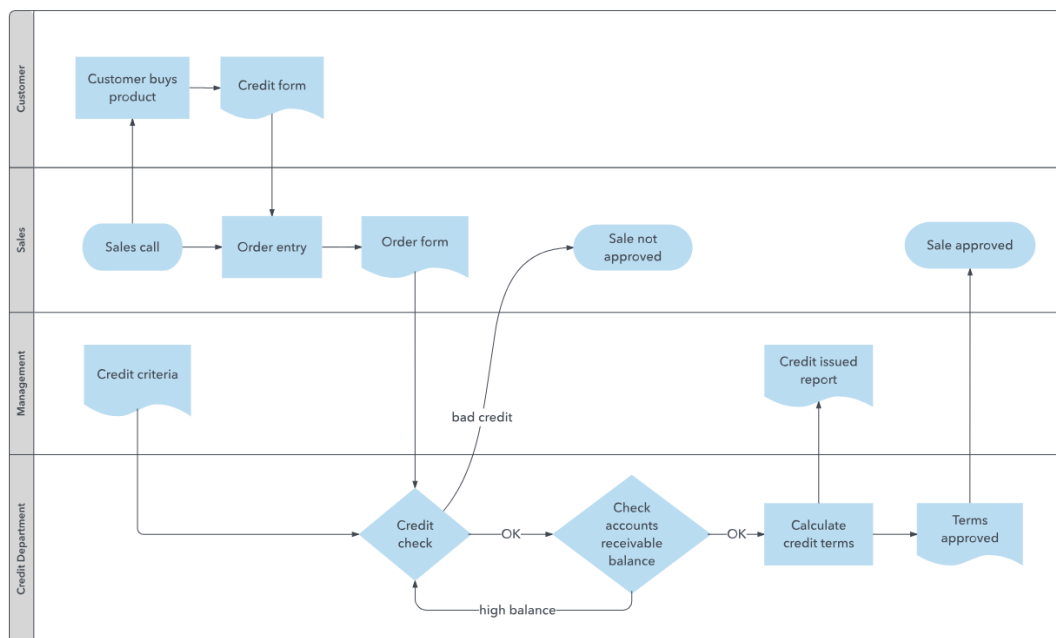 Customer
Customer buys
product
Credit form
Sales
Sales call
Order entry
Order form
Sale not
approved
Sale approved
Management
Credit criteria
Credit issued
report
bad credit
Credit Department
Credit
check
OK
Check
accounts
receivable
balance
OK
Calculate
credit terms
Terms
approved
high balance